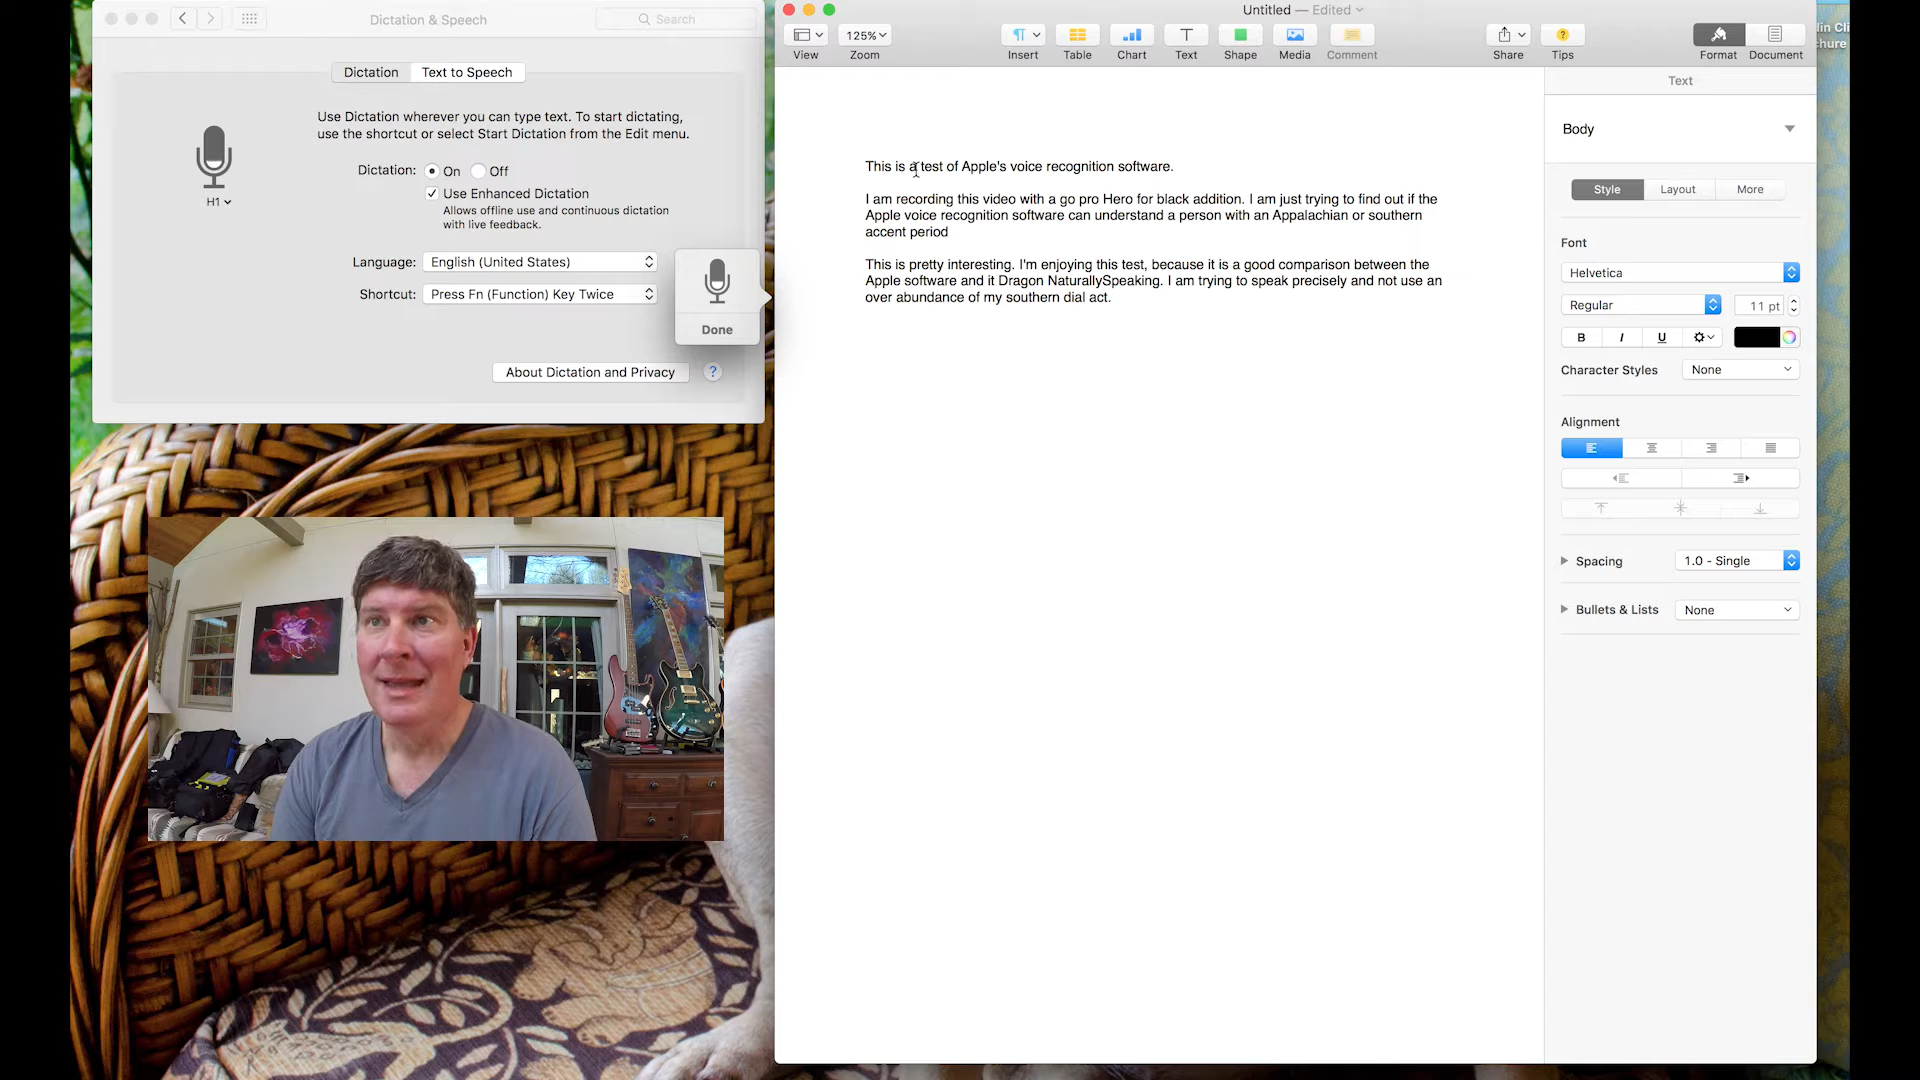 Dictation & Speech
Search
Dictation
Text to Speech
Use Dictation wherever you can type text. To start dictating,
use the shortcut or select Start Dictation from the Edit menu.
H1
Dictation:
On
Off
Use Enhanced Dictation
Allows offline use and continuous dictation
with live feedback.
Language:
English (United States)
Shortcut:
Press Fn (Function) Key Twice
Done
About Dictation and Privacy
?
Untitled — Edited
125%
View
Zoom
Insert
Table
Chart
Text
Shape
Media
Comment
Share
Tips
Format
Document
This is a test of Apple's voice recognition software.
I am recording this video with a go pro Hero for black addition. I am just trying to find out if the
Apple voice recognition software can understand a person with an Appalachian or southern
accent period
This is pretty interesting. I'm enjoying this test, because it is a good comparison between the
Apple software and it Dragon NaturallySpeaking. I am trying to speak precisely and not use an
over abundance of my southern dial act.
Text
Body
Style
Layout
More
Font
Helvetica
Regular
11 pt
B
I
U
Character Styles
None
Alignment
Spacing
1.0 - Single
Bullets & Lists
None
lin Cli
hure